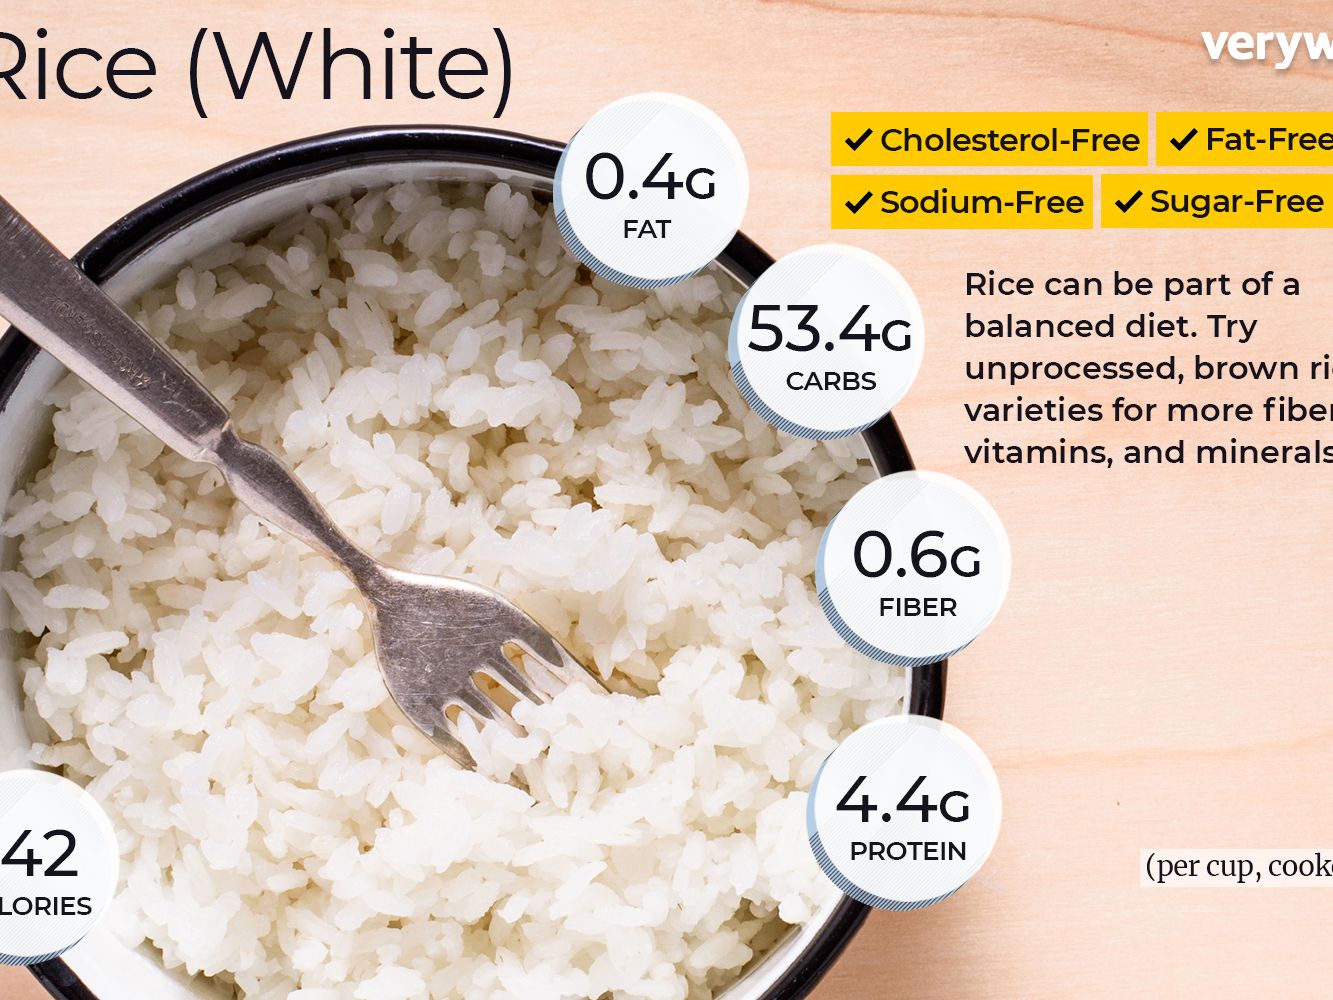 Rice (White)
veryw
✔ Cholesterol-Free ✔ Fat-Free
✔ Sodium-Free ✔ Sugar-Free
0.4G
FAT
53.4G
CARBS
Rice can be part of a
balanced diet. Try
unprocessed, brown ri
varieties for more fiber
vitamins, and minerals
0.6G
FIBER
4.4G
PROTEIN
42
LORIES
(per cup, cook